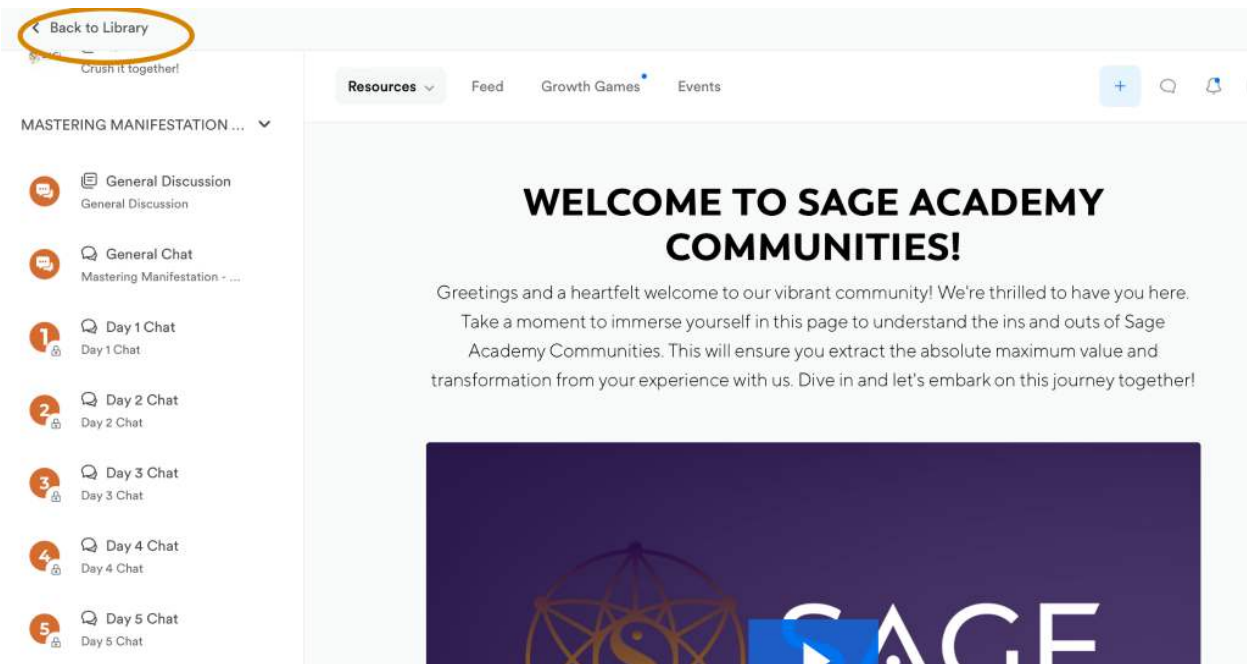 Back to Library
Crush it together!
MASTERING MANIFESTATION ...
General Discussion
General Discussion
General Chat
Mastering Manifestation - ...
1
Day 1 Chat
Day 1 Chat
2
Day 2 Chat
Day 2 Chat
3
Day 3 Chat
Day 3 Chat
4
Day 4 Chat
Day 4 Chat
5
Day 5 Chat
Day 5 Chat
Resources
Feed
Growth Games
Events
WELCOME TO SAGE ACADEMY
COMMUNITIES!
Greetings and a heartfelt welcome to our vibrant community! We're thrilled to have you here.
Take a moment to immerse yourself in this page to understand the ins and outs of Sage
Academy Communities. This will ensure you extract the absolute maximum value and
transformation from your experience with us. Dive in and let's embark on this journey together!
SAGE